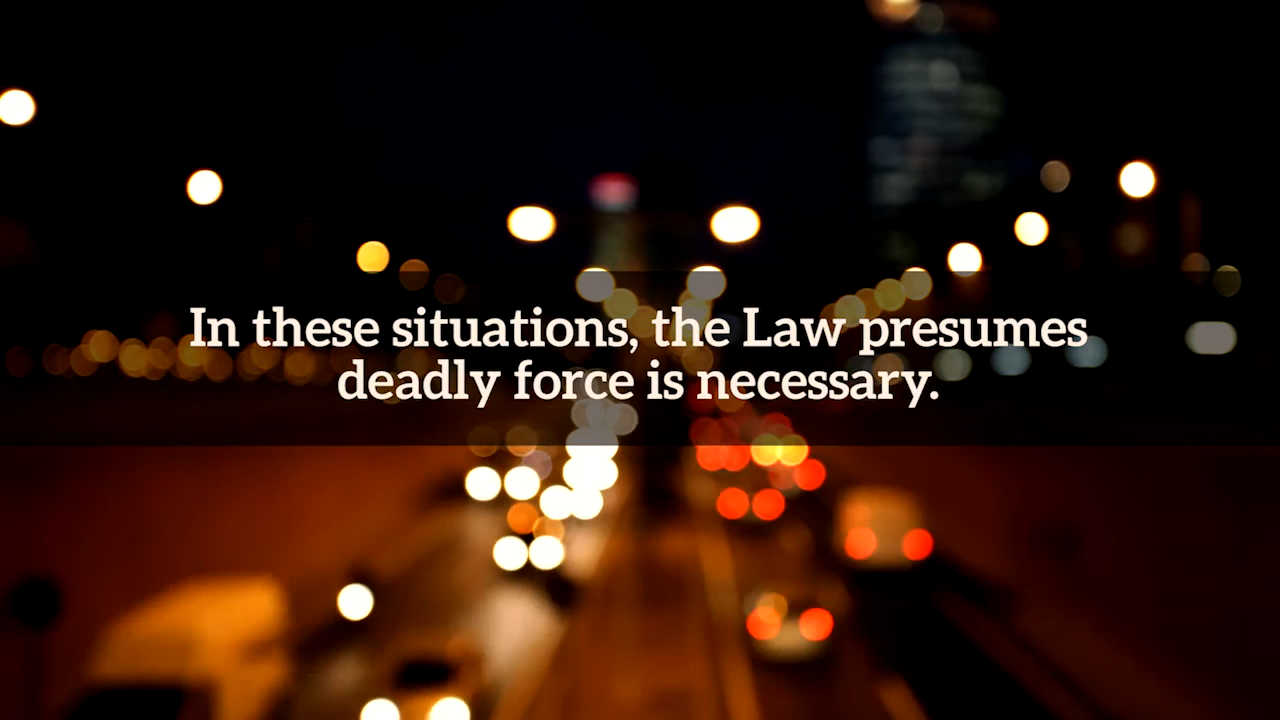 In these situations, the Law presumes
deadly force is necessary.